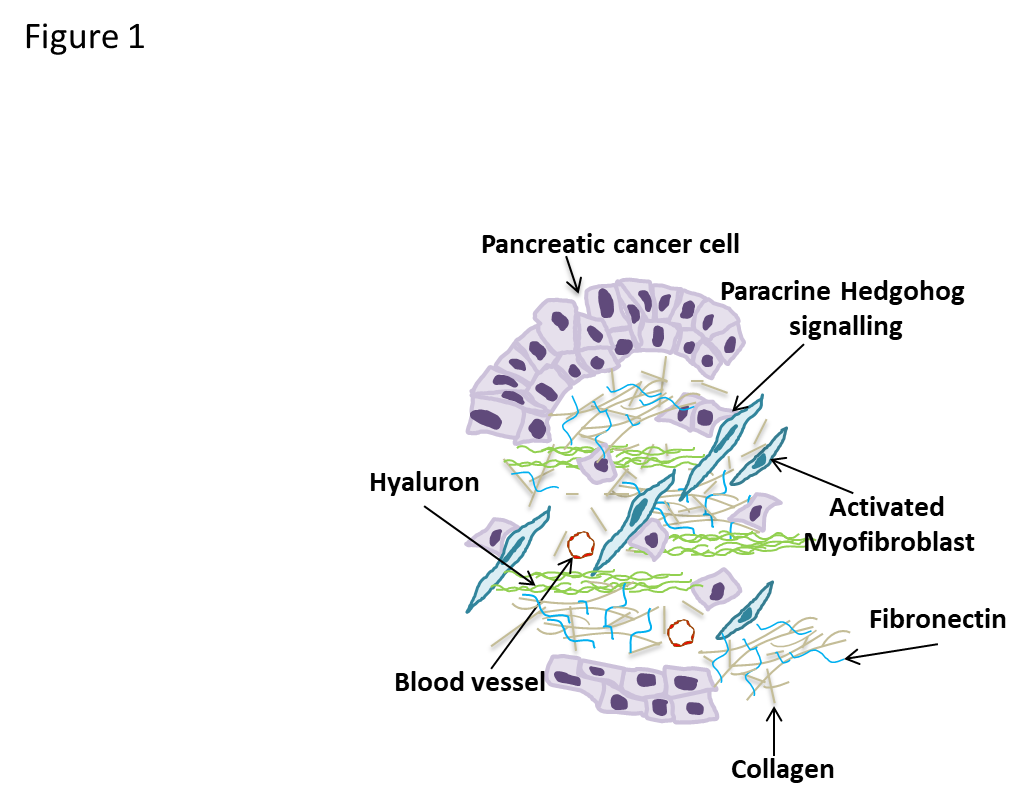 Figure 1
Pancreatic cancer cell
Paracrine Hedgohog
signalling
Hyaluron
Activated
Myofibroblast
Fibronectin
Blood vessel
Collagen